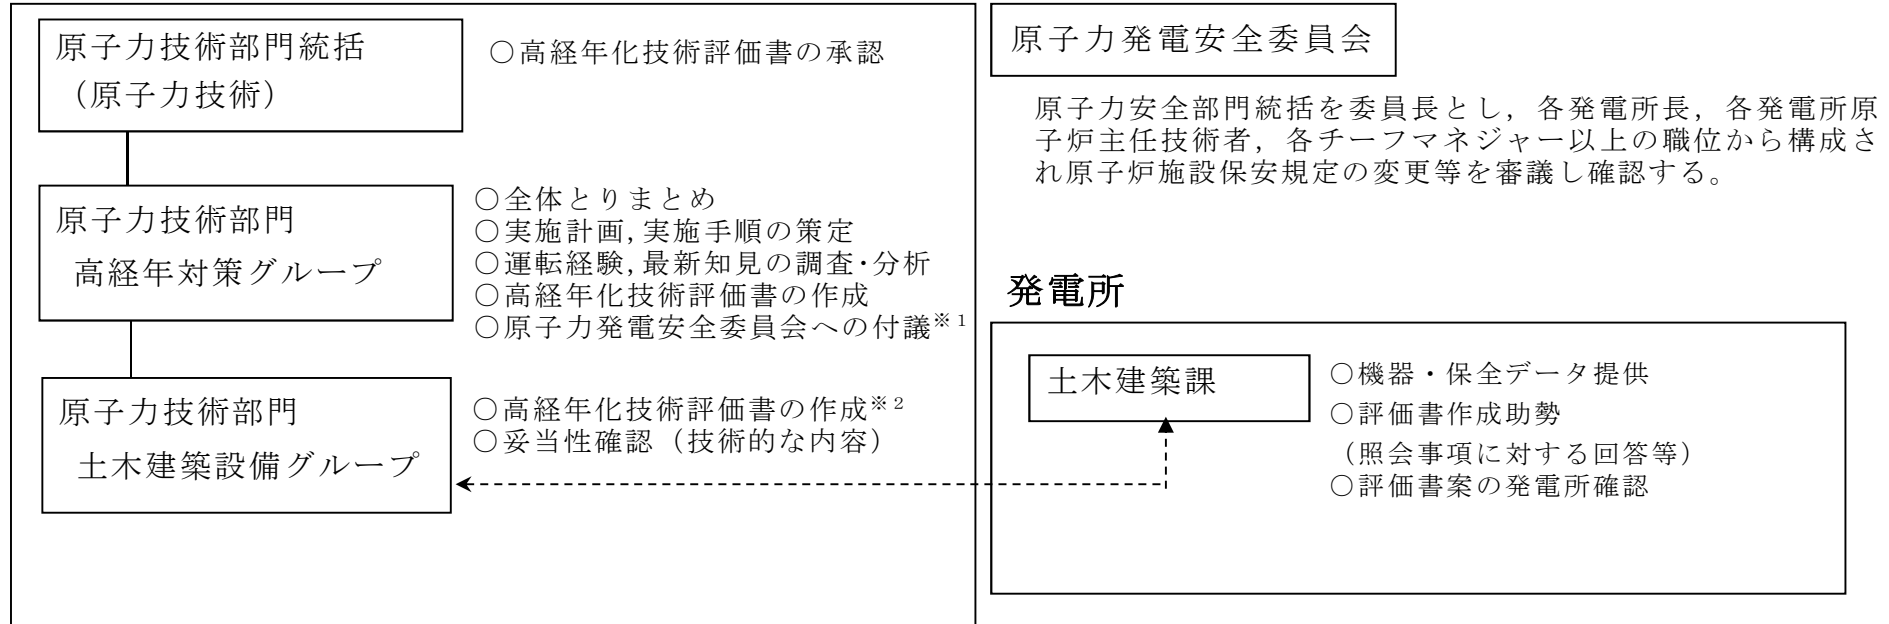 原子力技術部門統括
（原子力技術）
○高経年化技術評価書の承認
原子力技術部門
高経年対策グループ
○全体とりまとめ
○実施計画,実施手順の策定
○運転経験,最新知見の調査･分析
○高経年化技術評価書の作成
○原子力発電安全委員会への付議※1
原子力技術部門
土木建築設備グループ
○高経年化技術評価書の作成※2
○妥当性確認（技術的な内容）
原子力発電安全委員会
原子力安全部門統括を委員長とし，各発電所長，各発電所原
子炉主任技術者，各チーフマネジャー以上の職位から構成さ
れ原子炉施設保安規定の変更等を審議し確認する。
発電所
土木建築課
○機器・保全データ提供
○評価書作成助勢
（照会事項に対する回答等）
○評価書案の発電所確認